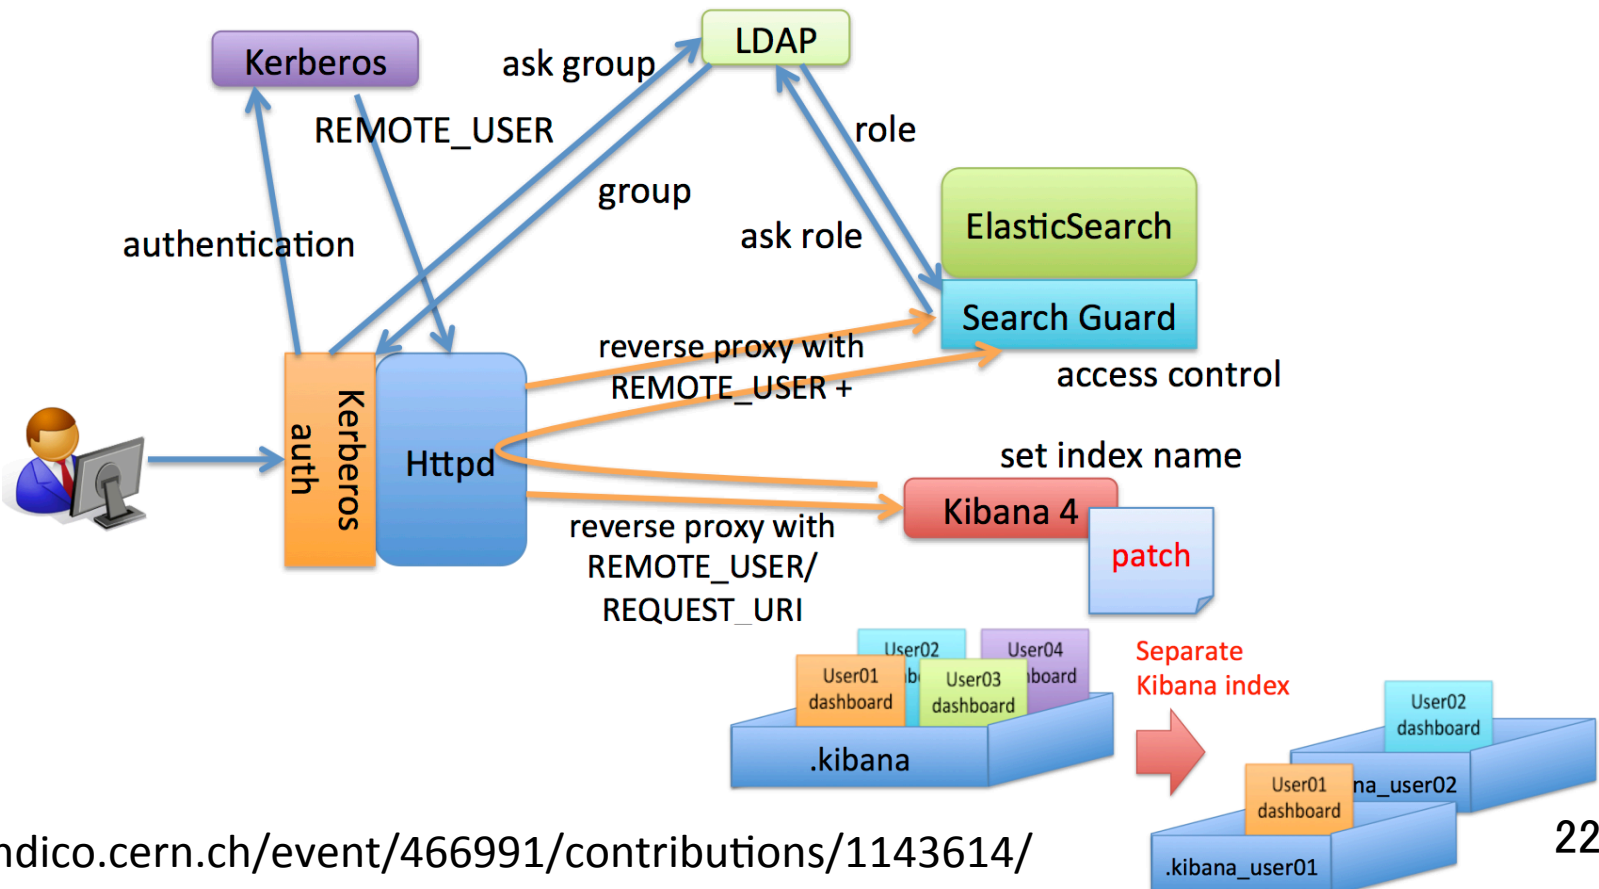 LDAP
Kerberos
ask group
REMOTE_USER
role
group
ElasticSearch
ask role
authentication
Search Guard
reverse proxy with
REMOTE_USER +
access control
Kerberos
auth
Httpd
set index name
Kibana 4
reverse proxy with
REMOTE_USER/
REQUEST_URI
patch
User02
User04
board
User01
dashboard
User03
dashboard
Separate
Kibana index
.kibana
User02
dashboard
na_user02
User01
dashboard
.kibana_user01
ndico.cern.ch/event/466991/contributions/1143614/
22